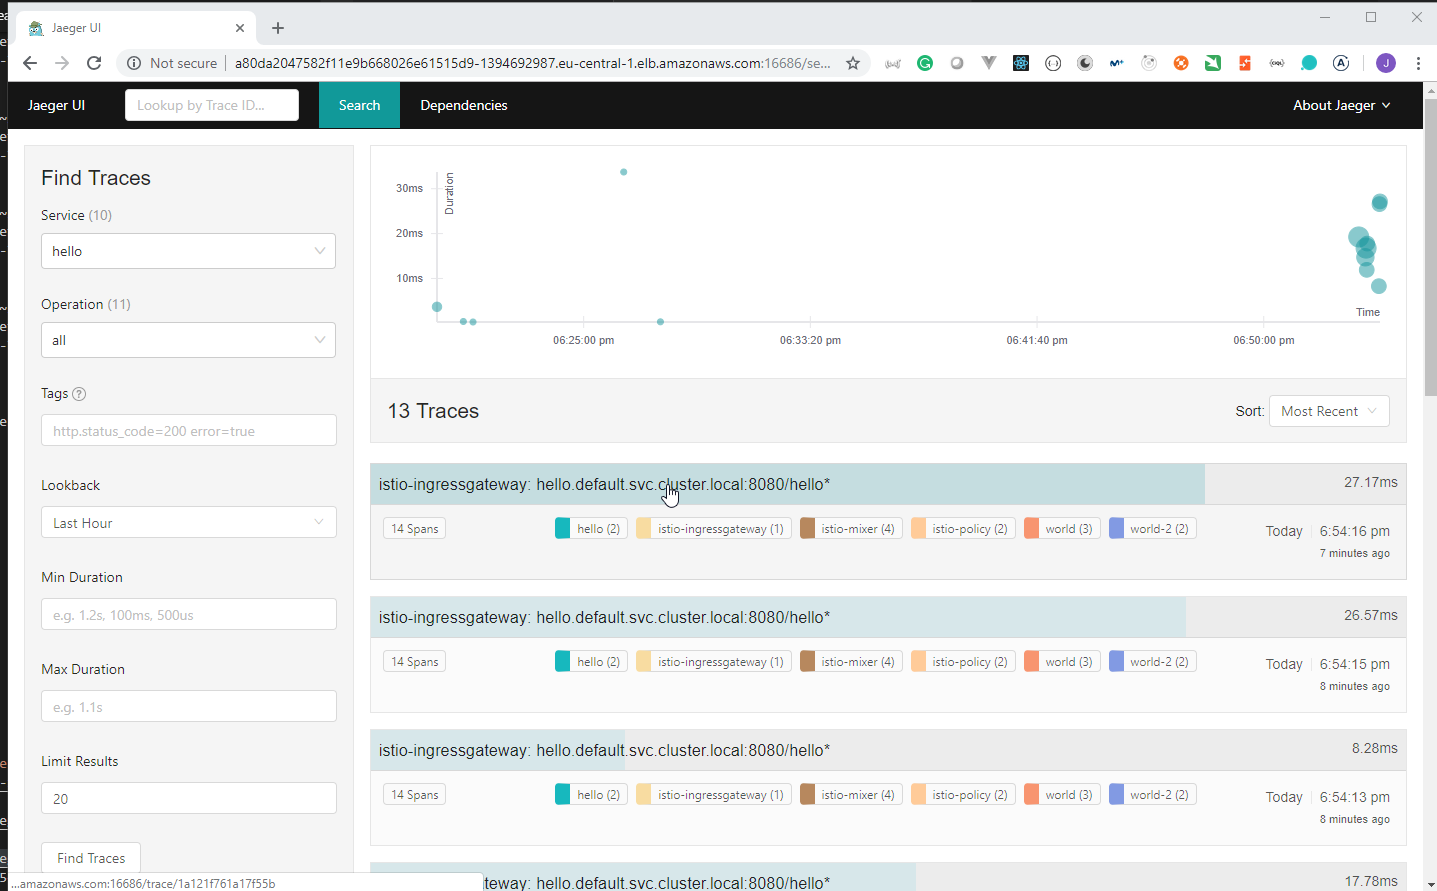 Jaeger UI
Not secure
a80da2047582f11e9b668026e61515d9-1394692987.eu-central-1.elb.amazonaws.com:16686/se...
J
Jaeger UI
Lookup by Trace ID...
Search
Dependencies
About Jaeger
Find Traces
Service (10)
hello
Operation (11)
all
Tags
http.status_code=200 error=true
Lookback
Last Hour
Min Duration
e.g. 1.2s, 100ms, 500us
Max Duration
e.g. 1.1s
Limit Results
20
Find Traces
Duration
30ms
20ms
10ms
Time
06:25:00 pm
06:33:20 pm
06:41:40 pm
06:50:00 pm
13 Traces
Sort: Most Recent
istio-ingressgateway: hello.default.svc.cluster.local:8080/hello*
27.17ms
14 Spans
hello (2)
istio-ingressgateway (1)
istio-mixer (4)
istio-policy (2)
world (3)
world-2 (2)
Today
6:54:16 pm
7 minutes ago
istio-ingressgateway: hello.default.svc.cluster.local:8080/hello*
26.57ms
14 Spans
hello (2)
istio-ingressgateway (1)
istio-mixer (4)
istio-policy (2)
world (3)
world-2 (2)
Today
6:54:15 pm
8 minutes ago
istio-ingressgateway: hello.default.svc.cluster.local:8080/hello*
8.28ms
14 Spans
hello (2)
istio-ingressgateway (1)
istio-mixer (4)
istio-policy (2)
world (3)
world-2 (2)
Today
6:54:13 pm
8 minutes ago
teway: hello.default.svc.cluster.local:8080/hello*
17.78ms
...amazonaws.com:16686/trace/1a121f761a17f55b